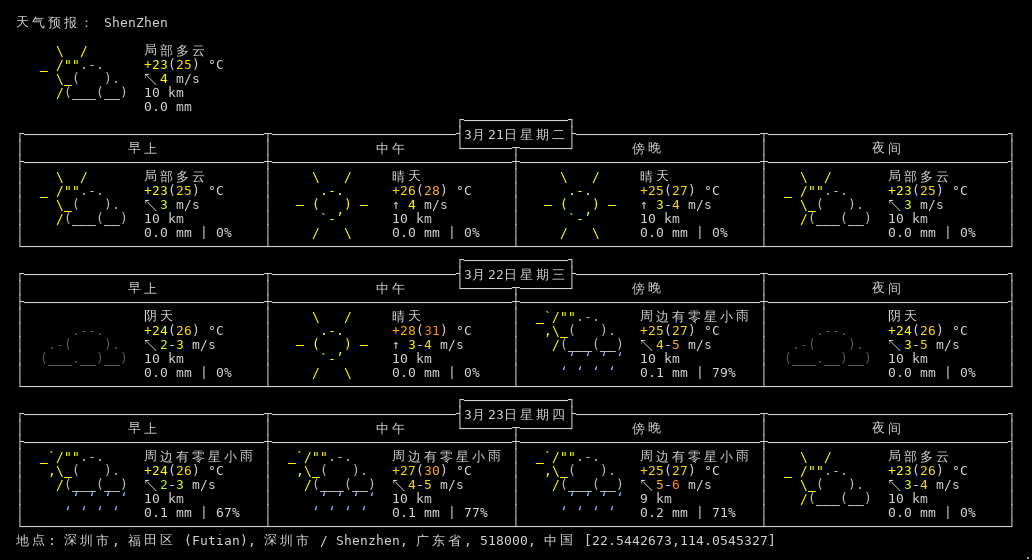 天气预报： ShenZhen
局部多云
+23(25) °C
↖4 m/s
10 km
0.0 mm
3月21日星期二
早上 中午 傍晚 夜间
局部多云 晴天 晴天 局部多云
+23(25) °C +26(28) °C +25(27) °C +23(25) °C
↖3 m/s ↑ 4 m/s ↑ 3-4 m/s ↖3 m/s
10 km 10 km 10 km 10 km
0.0 mm | 0% 0.0 mm | 0% 0.0 mm | 0% 0.0 mm | 0%
3月22日星期三
早上 中午 傍晚 夜间
阴天 晴天 周边有零星小雨 阴天
+24(26) °C +28(31) °C +25(27) °C +24(26) °C
↖2-3 m/s ↑ 3-4 m/s ↖4-5 m/s ↖3-5 m/s
10 km 10 km 10 km 10 km
0.0 mm | 0% 0.0 mm | 0% 0.1 mm | 79% 0.0 mm | 0%
3月23日星期四
早上 中午 傍晚 夜间
周边有零星小雨 周边有零星小雨 周边有零星小雨 局部多云
+24(26) °C +27(30) °C +25(27) °C +23(26) °C
↖2-3 m/s ↖4-5 m/s ↖5-6 m/s ↖3-4 m/s
10 km 10 km 9 km 10 km
0.1 mm | 67% 0.1 mm | 77% 0.2 mm | 71% 0.0 mm | 0%
地点: 深圳市, 福田区 (Futian), 深圳市 / Shenzhen, 广东省, 518000, 中国 [22.5442673,114.0545327]